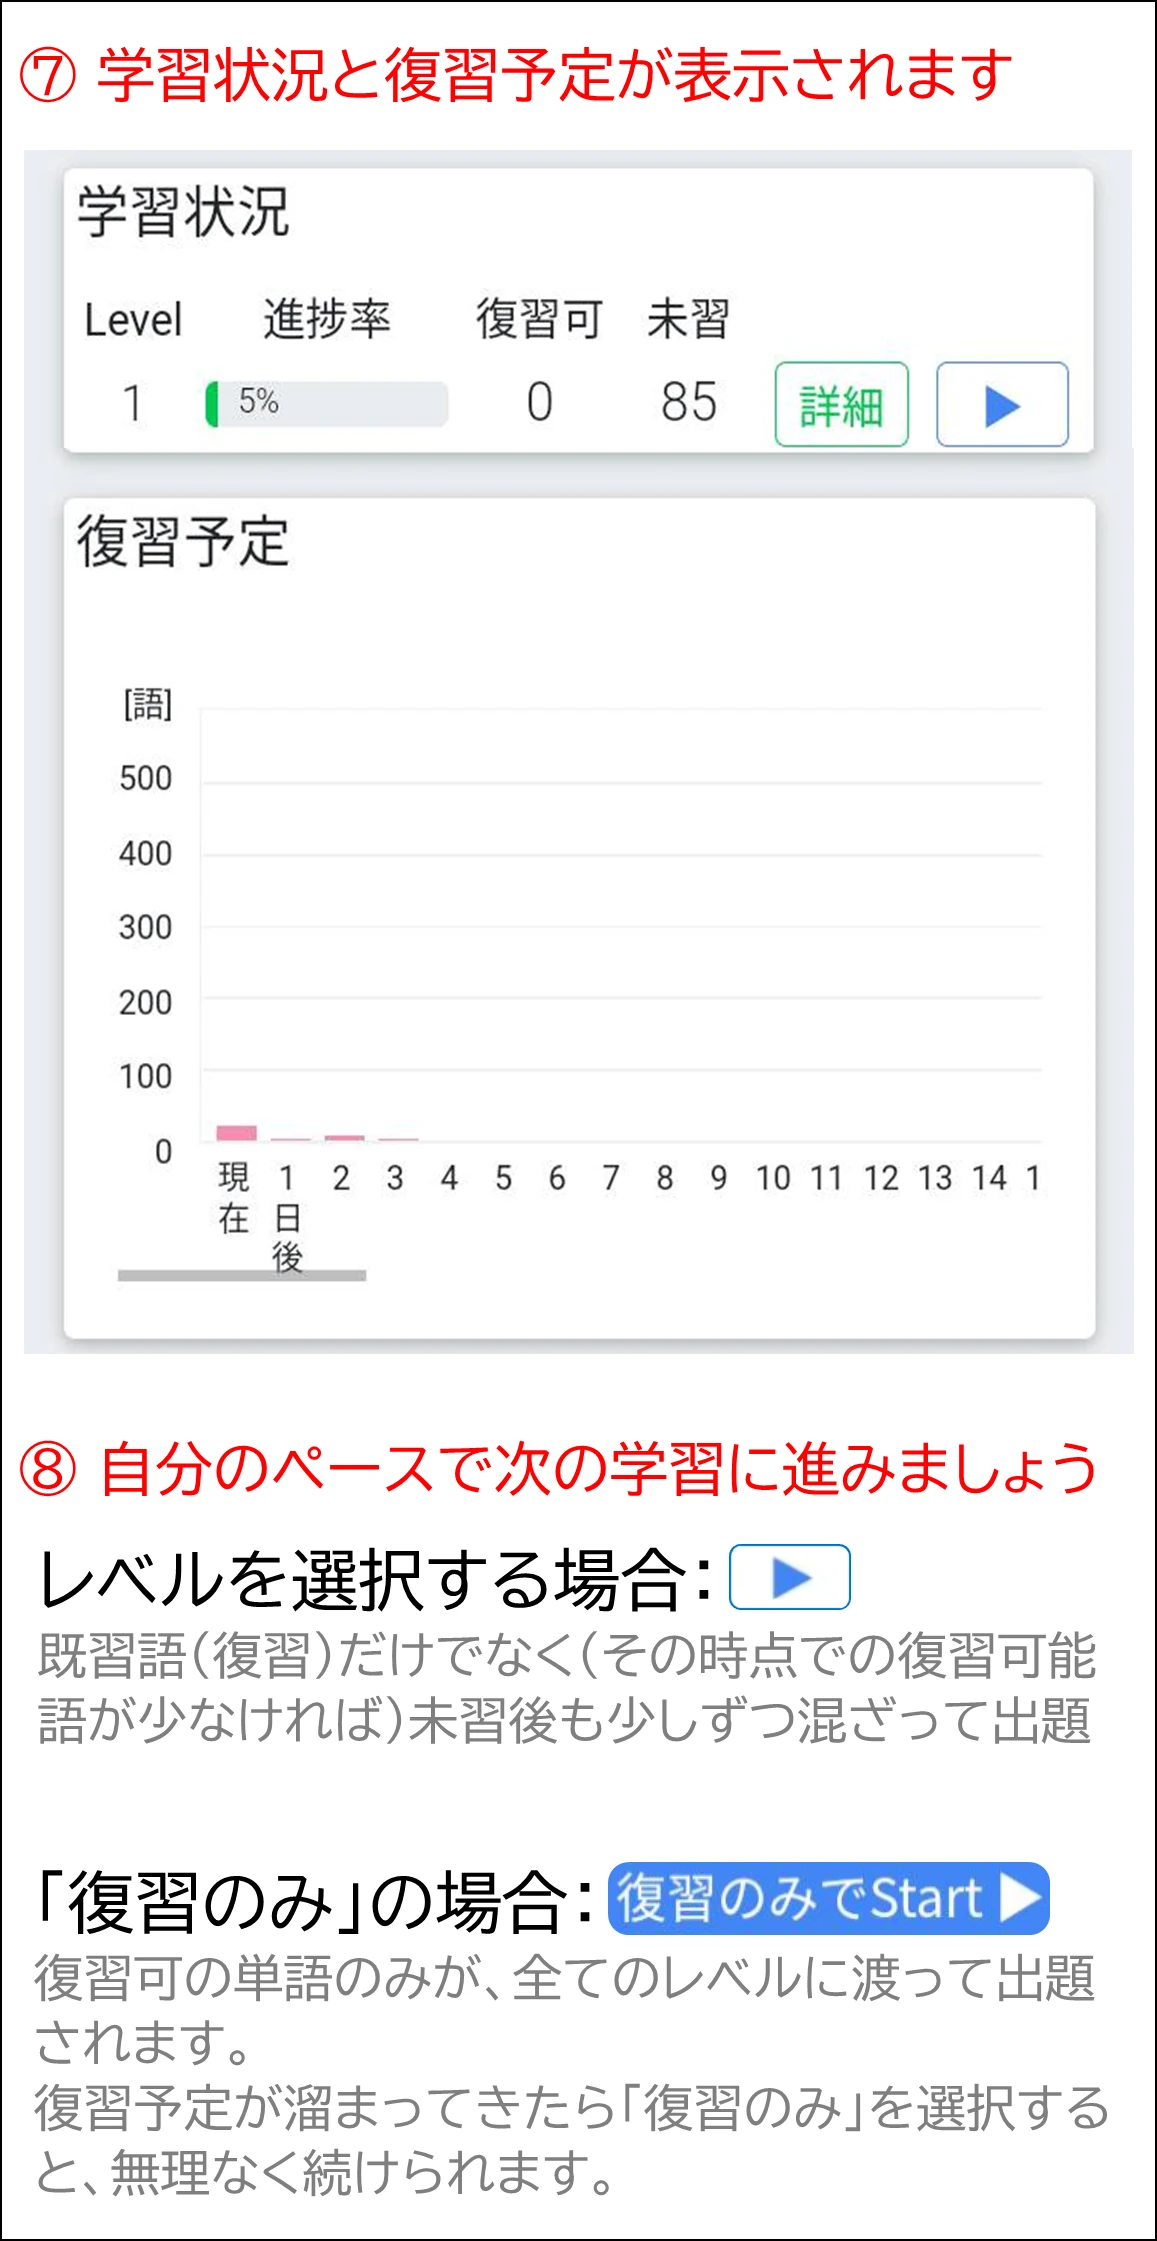 ⑦ 学習状況と復習予定が表示されます
学習状況
Level 進捗率 復習可 未習
1 5% 0 85 詳細
復習予定
[語]
500
400
300
200
100
0
現在 1日後 2 3 4 5 6 7 8 9 10 11 12 13 14 1
⑧ 自分のペースで次の学習に進みましょう
レベルを選択する場合：
既習語（復習）だけでなく（その時点での復習可能
語が少なければ）未習後も少しずつ混ざって出題
「復習のみ」の場合： 復習のみでStart
復習可の単語のみが、全てのレベルに渡って出題
されます。
復習予定が溜まってきたら「復習のみ」を選択する
と、無理なく続けられます。